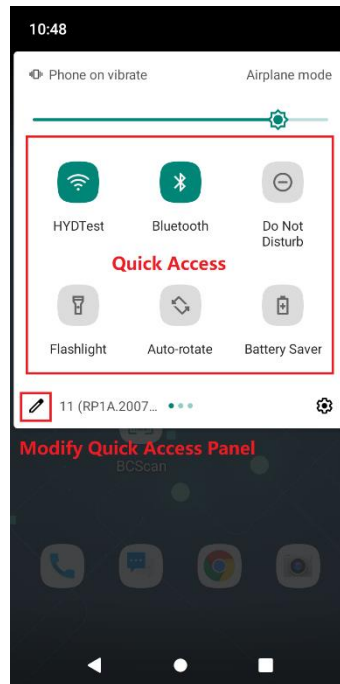 10:48
Phone on vibrate Airplane mode
HYDTest Bluetooth Do Not
Disturb
Quick Access
Flashlight Auto-rotate Battery Saver
11 (RP1A.2007...
Modify Quick Access Panel
BCScan